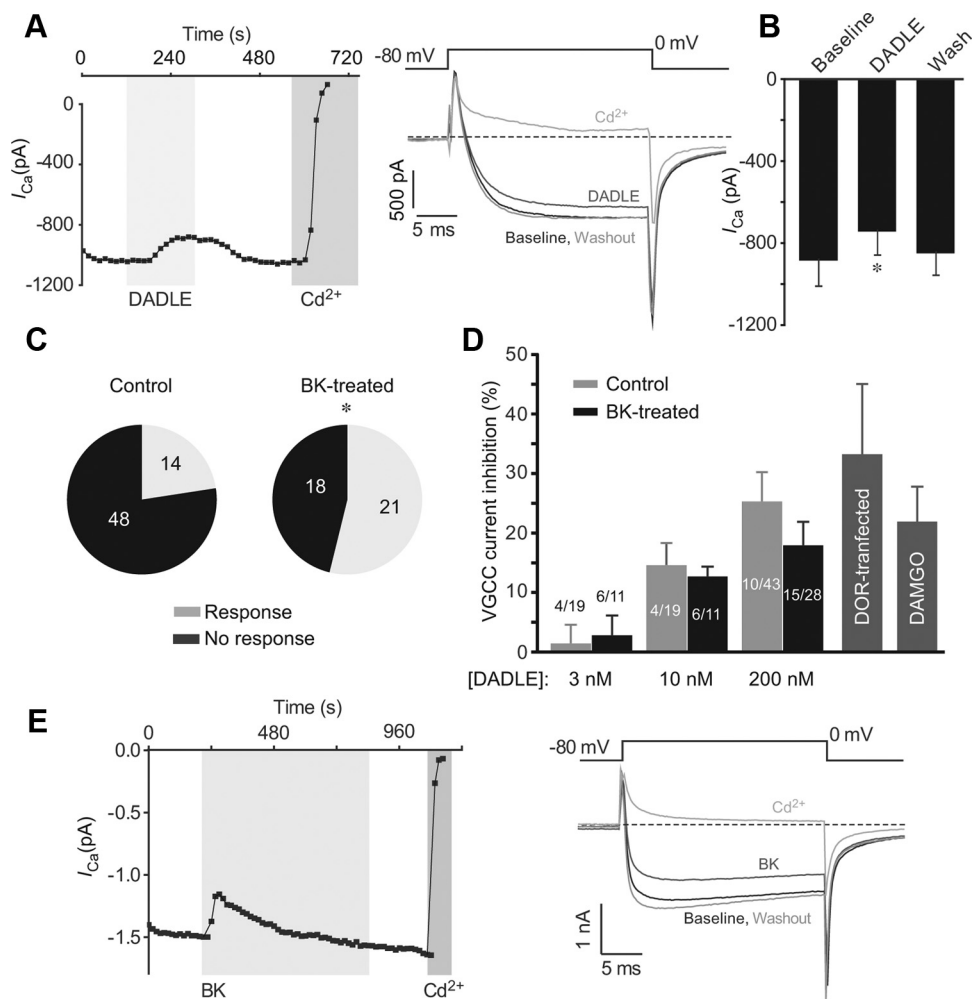 A
Time (s)
0 240 480 720
0
-400
-800
-1200
I_Ca(pA)
DADLE
Cd²⁺
-80 mV
0 mV
Cd²⁺
500 pA
5 ms
DADLE
Baseline, Washout
B
Baseline
DADLE
Wash
0
-400
-800
-1200
I_Ca (pA)
*
C
Control
14
48
BK-treated
*
18
21
Response
No response
D
VGCC current inhibition (%)
50
40
30
20
10
0
Control
BK-treated
4/19
6/11
4/19
6/11
10/43
15/28
DOR-tranfected
DAMGO
[DADLE]: 3 nM 10 nM 200 nM
E
Time (s)
0 480 960
0.0
-0.5
-1.0
-1.5
I_Ca(pA)
BK
Cd²⁺
-80 mV
0 mV
Cd²⁺
BK
Baseline, Washout
1 nA
5 ms